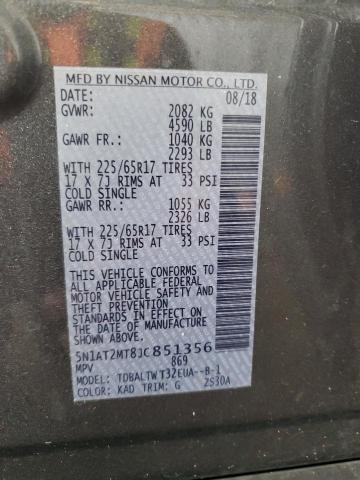 MFD BY NISSAN MOTOR CO., LTD.
DATE: 08/18
GVWR: 2082 KG
4590 LB
GAWR FR.: 1040 KG
2293 LB
WITH 225/65R17 TIRES
17 X 7J RIMS AT 33 PSI
COLD SINGLE
GAWR RR.: 1055 KG
2326 LB
WITH 225/65R17 TIRES
17 X 7J RIMS AT 33 PSI
COLD SINGLE
THIS VEHICLE CONFORMS TO
ALL APPLICABLE FEDERAL
MOTOR VEHICLE SAFETY AND
THEFT PREVENTION
STANDARDS IN EFFECT ON
THE DATE OF MANUFACTURE
SHOWN ABOVE.
5N1AT2MT8JC851356
MPV 869
MODEL: TDBALTWT32EUA--B-1
COLOR: KAD TRIM: G 2S30A